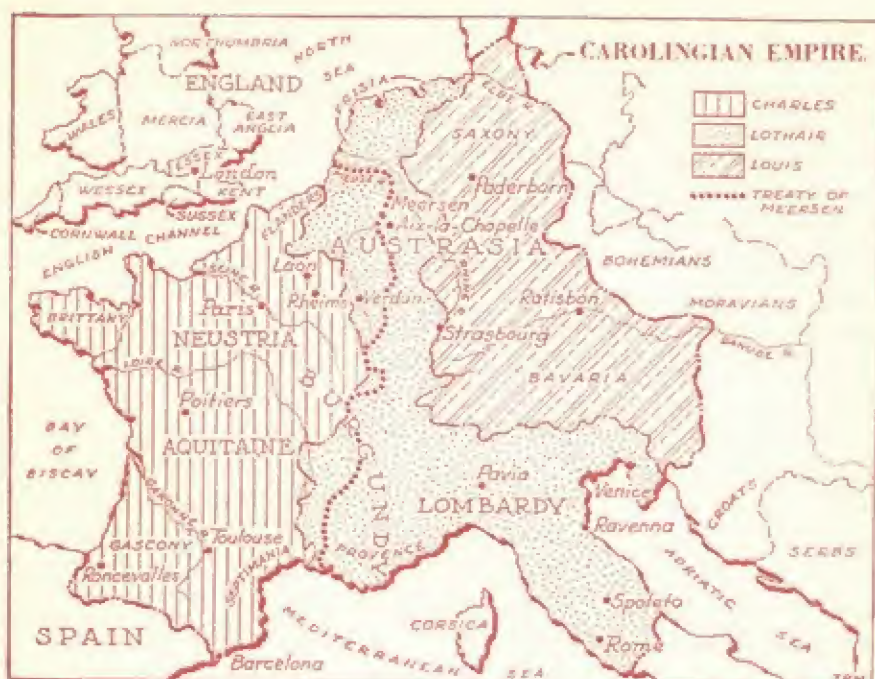 CAROLINGIAN EMPIRE
CHARLES
LOTHAIR
LOUIS
TREATY OF
MEERSEN
NORTHUMBRIA
NORTH
SEA
ENGLAND
WALES
MERCIA
EAST
ANGLIA
ESSEX
London
WESSEX
KENT
SUSSEX
CORNWALL CHANNEL
ENGLISH
FRISIA
ELBE R.
SAXONY
Paderborn
MEUSE R.
Meersen
Aix-la-Chapelle
FLANDERS
AUSTRASIA
BOHEMIANS
SEINE R.
Laon
Rheims
Verdun
RHINE
Ratisbon
MORAVIANS
Paris
BRITTANY
NEUSTRIA
Strasbourg
DANUBE R.
LOIRE R.
BAVARIA
Poitiers
BURGUNDY
BAY
OF
BISCAY
AQUITAINE
Pavia
Venice
LOMBARDY
CROATS
GARONNE R.
Ravenna
Toulouse
GASCONY
PROVENCE
SERBS
SEPTIMANIA
Roncevalles
ADRIATIC
SEA
Spoleto
SPAIN
MEDITERRANEAN
SEA
CORSICA
Rome
Barcelona